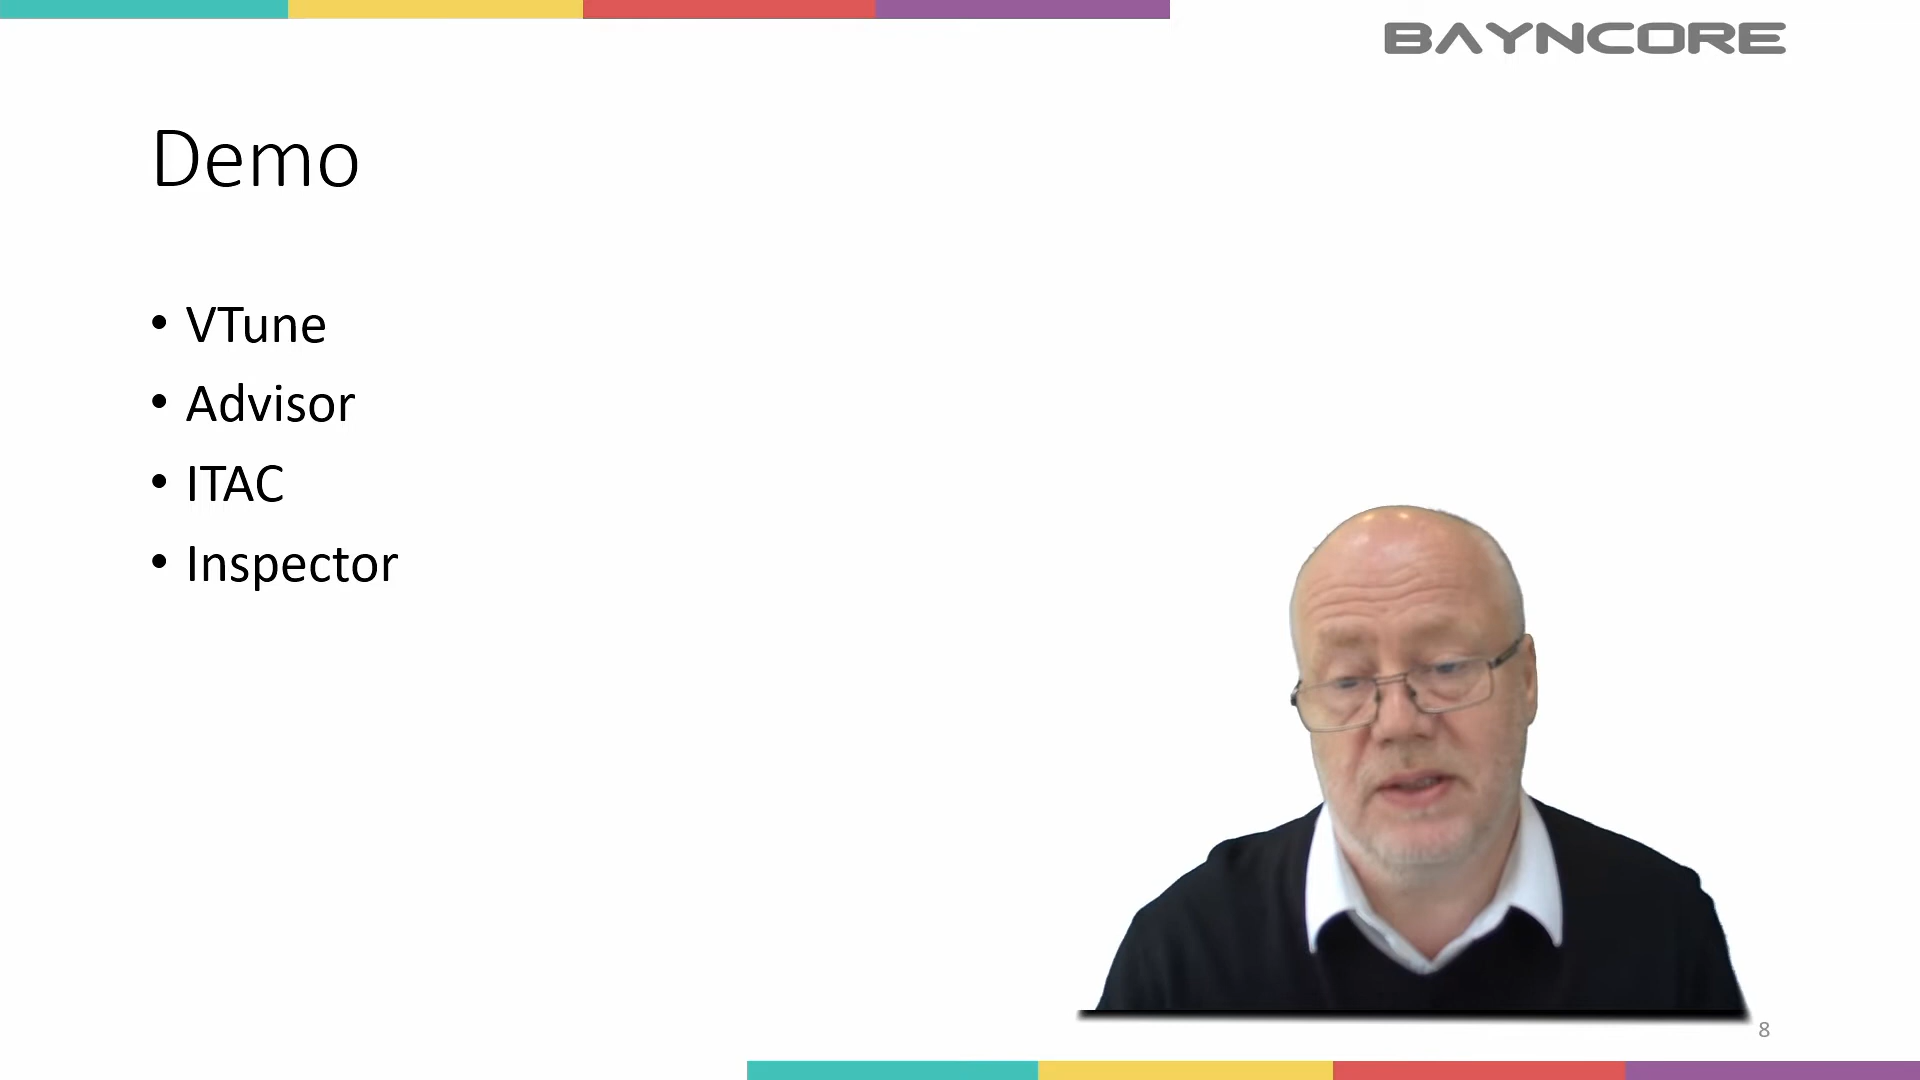 BAYNCORE
Demo
• VTune
• Advisor
• ITAC
• Inspector
8